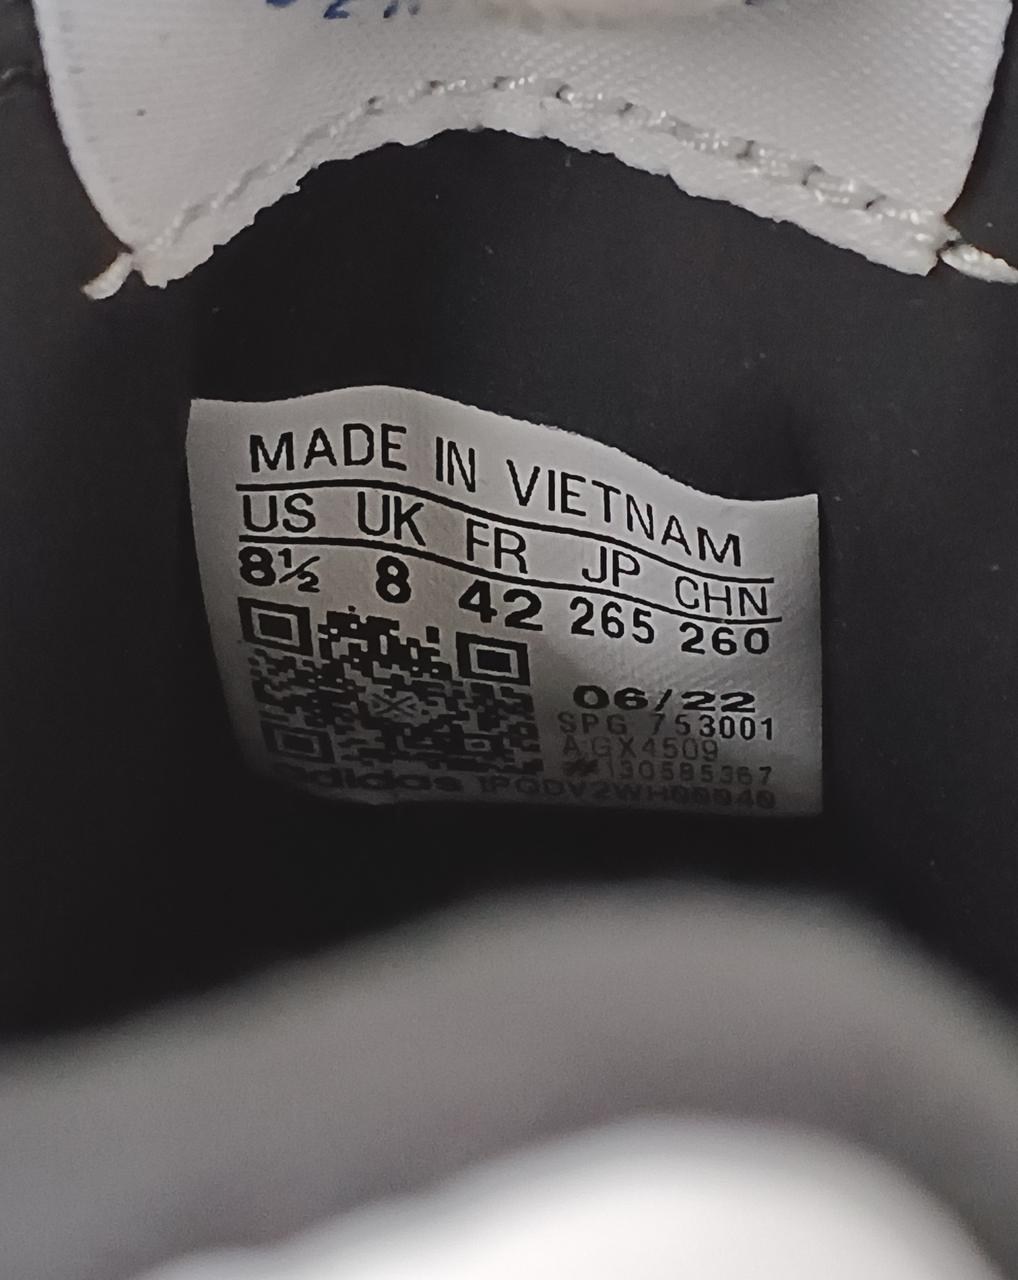 MADE IN VIETNAM
US UK FR JP CHN
8½ 8 42 265 260
06/22
SPG 753001
A.GX4509
#130585367
adidas 1PQDV2WH00040